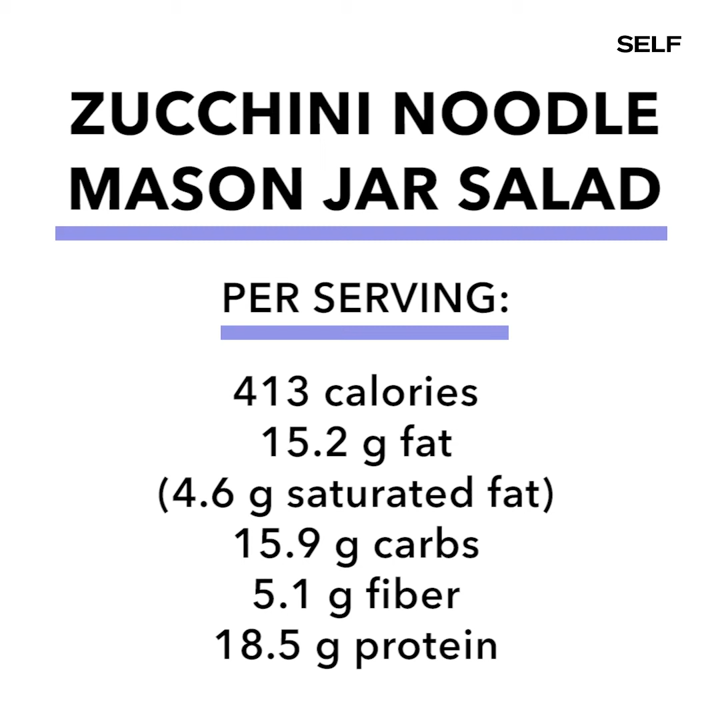 SELF
ZUCCHINI NOODLE
MASON JAR SALAD
PER SERVING:
413 calories
15.2 g fat
(4.6 g saturated fat)
15.9 g carbs
5.1 g fiber
18.5 g protein